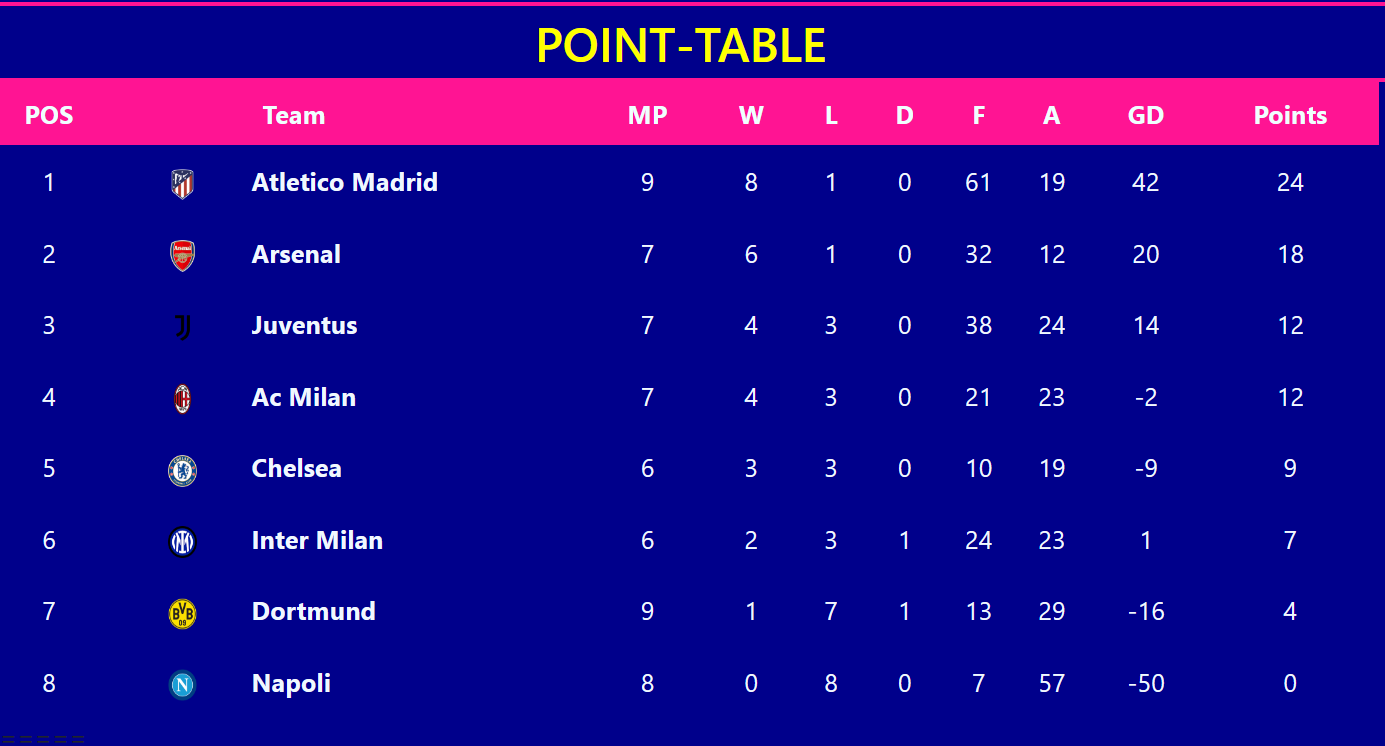 POINT-TABLE
POS Team MP W L D F A GD Points
1 Atletico Madrid 9 8 1 0 61 19 42 24
2 Arsenal 7 6 1 0 32 12 20 18
3 Juventus 7 4 3 0 38 24 14 12
4 Ac Milan 7 4 3 0 21 23 -2 12
5 Chelsea 6 3 3 0 10 19 -9 9
6 Inter Milan 6 2 3 1 24 23 1 7
7 BVB 09 Dortmund 9 1 7 1 13 29 -16 4
8 N Napoli 8 0 8 0 7 57 -50 0
=====